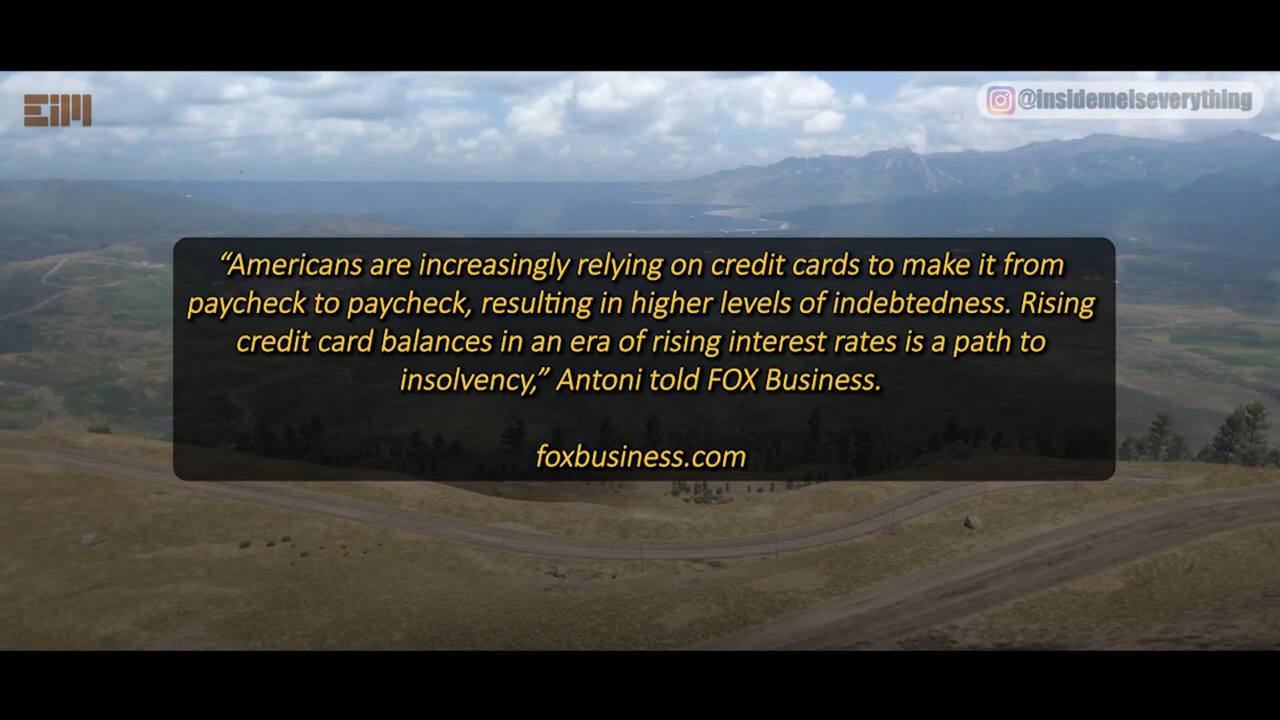 EiM
@insidemeiseverything
“Americans are increasingly relying on credit cards to make it from
paycheck to paycheck, resulting in higher levels of indebtedness. Rising
credit card balances in an era of rising interest rates is a path to
insolvency,” Antoni told FOX Business.
foxbusiness.com